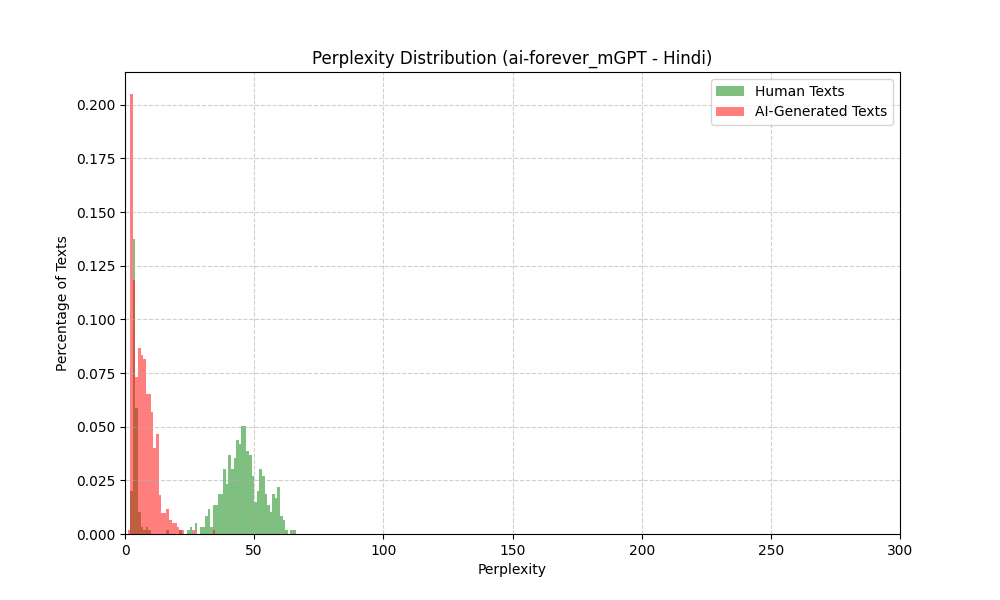 Perplexity Distribution (ai-forever_mGPT - Hindi)
Human Texts
AI-Generated Texts
Percentage of Texts
0.200
0.175
0.150
0.125
0.100
0.075
0.050
0.025
0.000
0 50 100 150 200 250 300
Perplexity